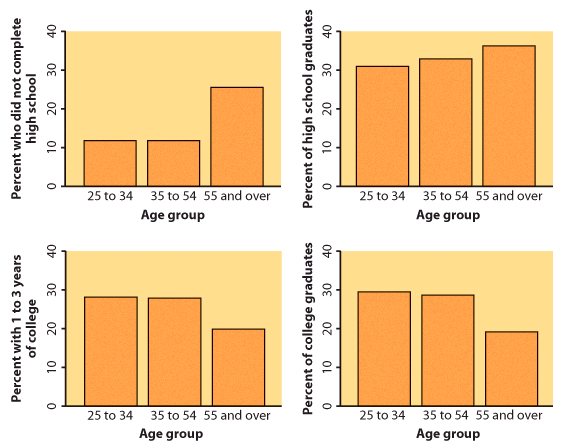 Percent who did not complete
high school
40
30
20
10
0
25 to 34 35 to 54 55 and over
Age group
Percent of high school graduates
40
30
20
10
0
25 to 34 35 to 54 55 and over
Age group
Percent with 1 to 3 years
of college
40
30
20
10
0
25 to 34 35 to 54 55 and over
Age group
Percent of college graduates
40
30
20
10
0
25 to 34 35 to 54 55 and over
Age group